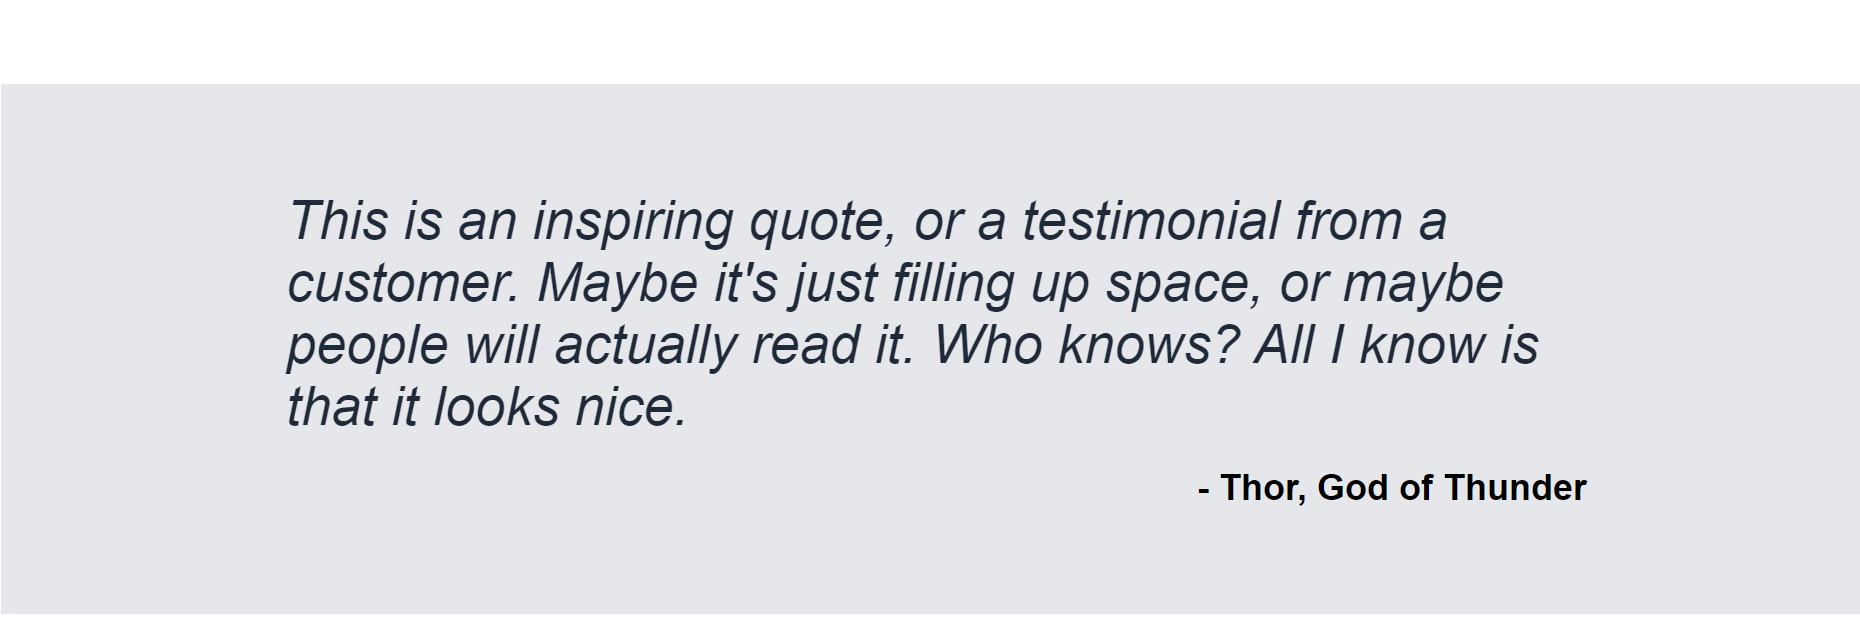 This is an inspiring quote, or a testimonial from a
customer. Maybe it's just filling up space, or maybe
people will actually read it. Who knows? All I know is
that it looks nice.
- Thor, God of Thunder